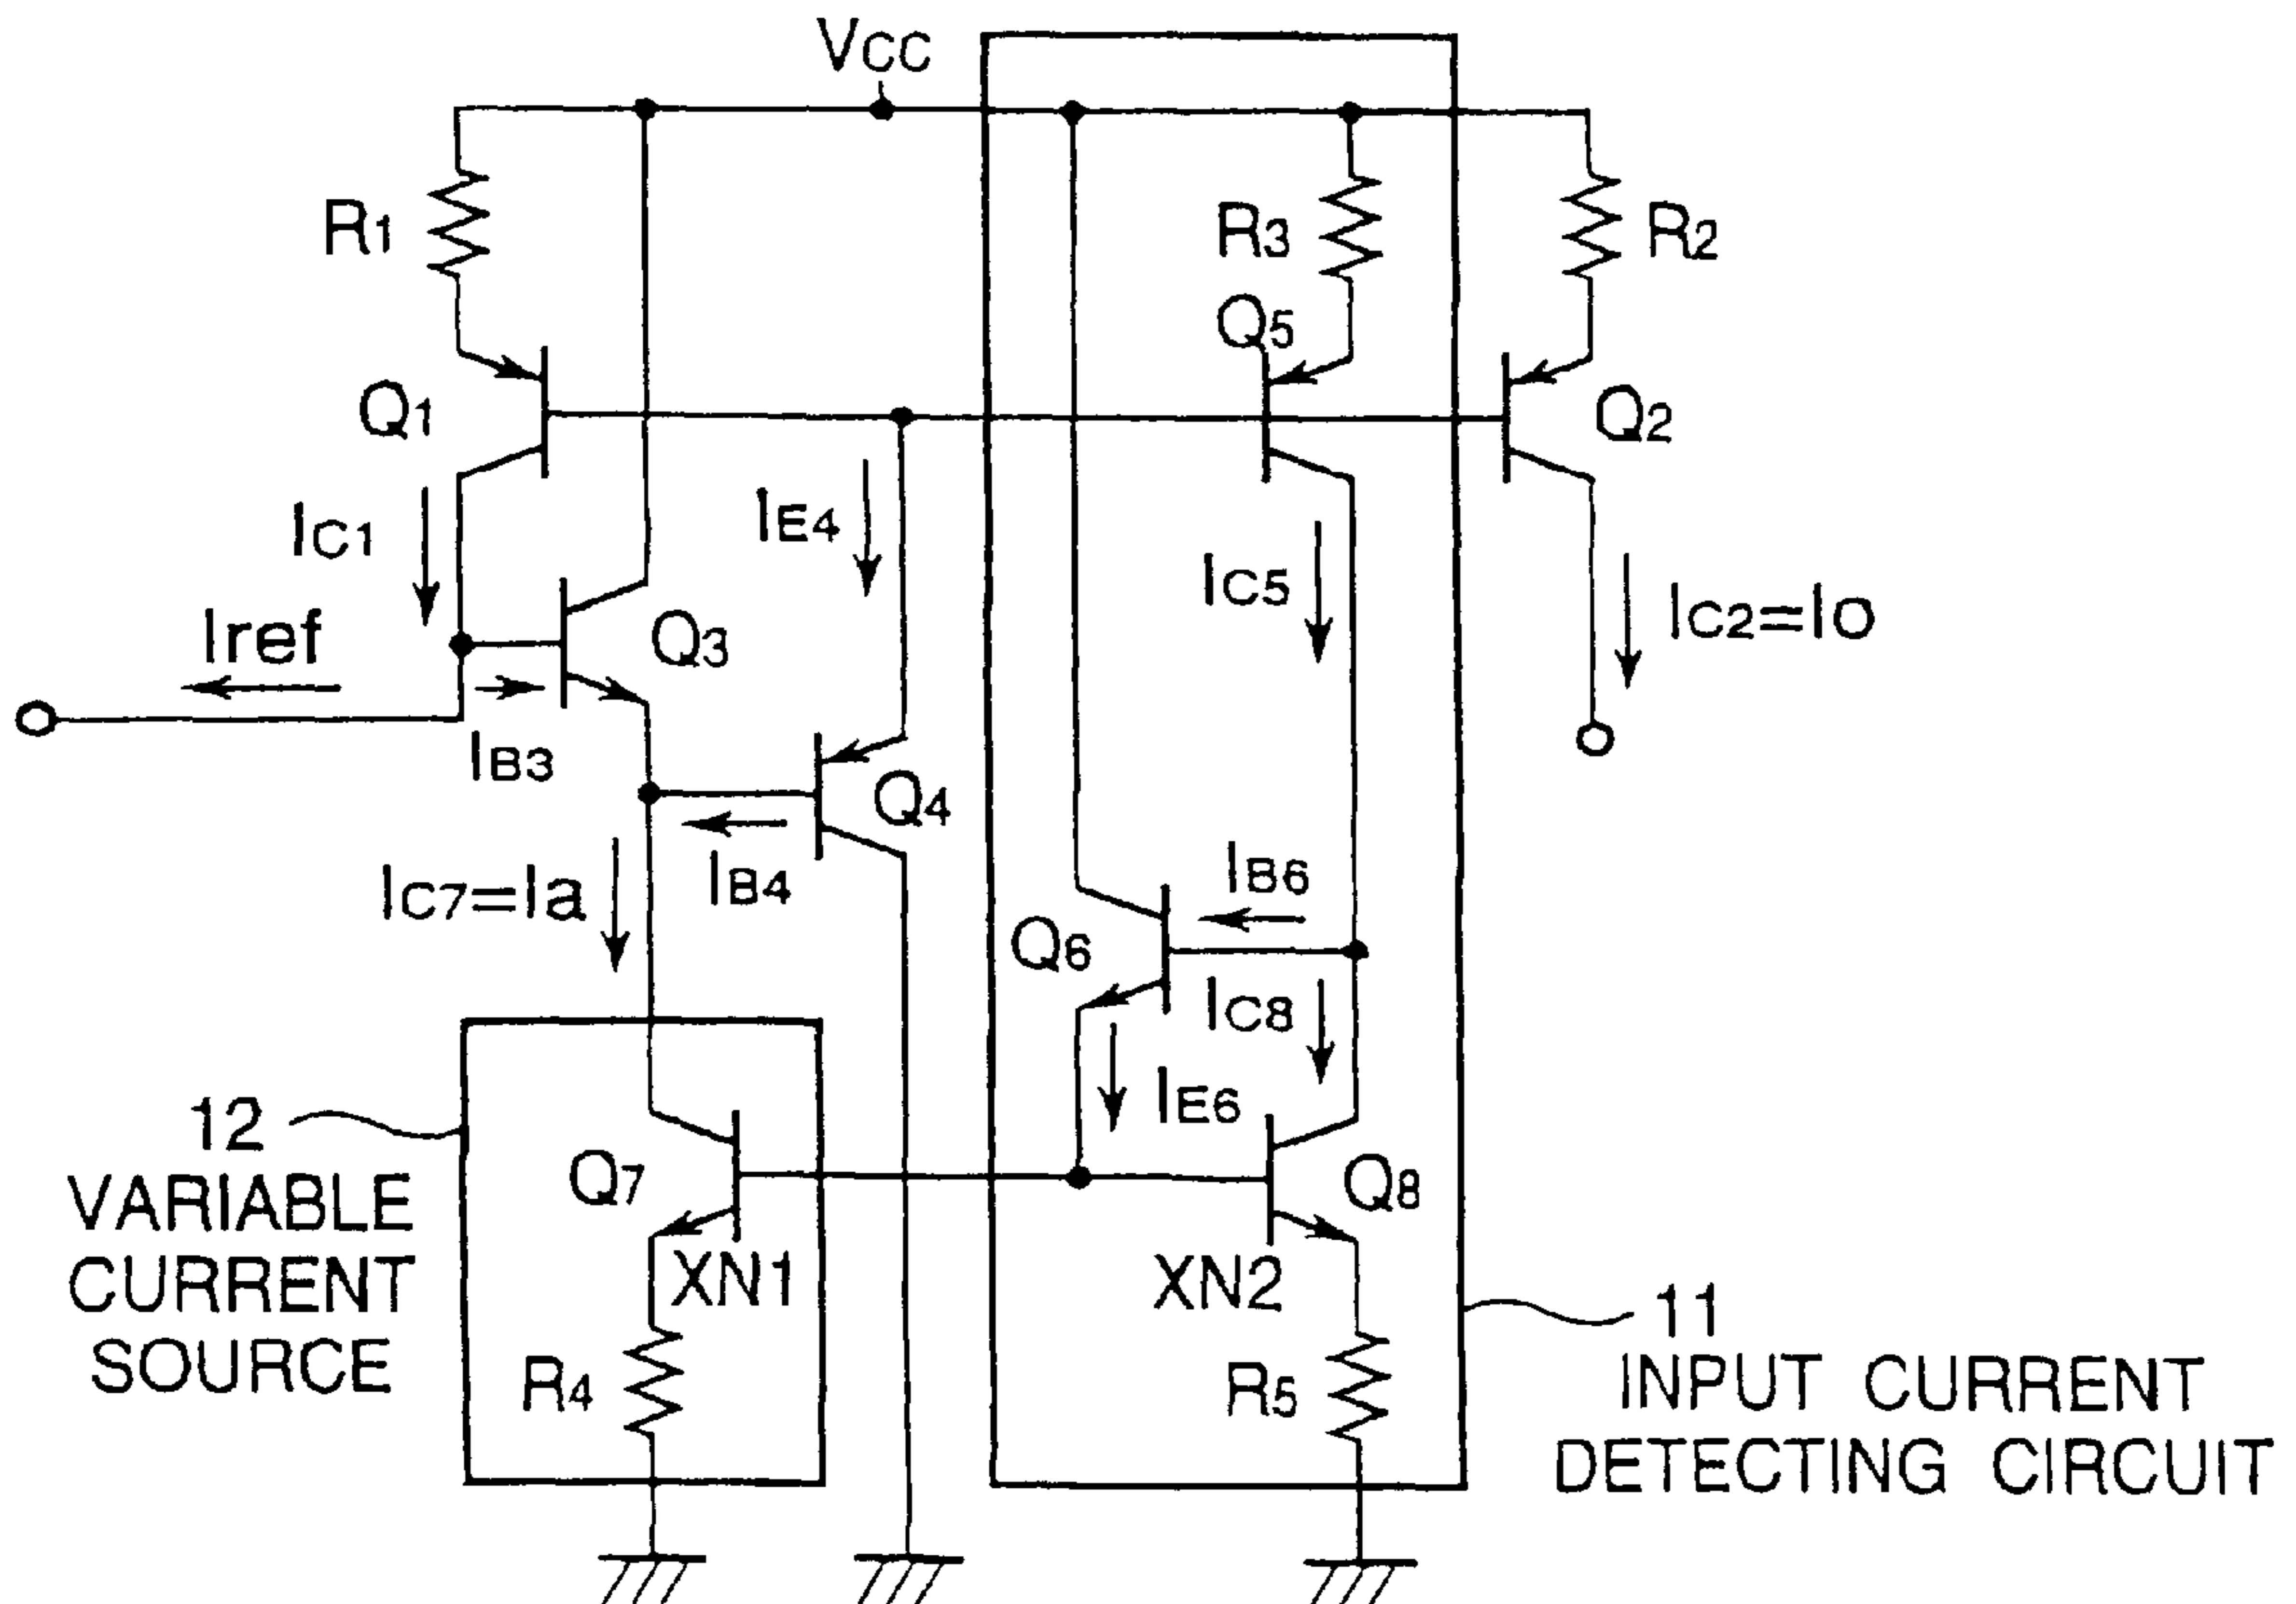 VCC
R1
R3
R2
Q5
Q1
Q2
IC1
IE4
IC5
IC2=Io
Iref
Q3
IB3
Q4
IC7=Ia
IB4
IB6
Q6
IC8
IE6
12
VARIABLE
CURRENT
SOURCE
Q7
XN1
R4
Q8
XN2
R5
11
INPUT CURRENT
DETECTING CIRCUIT